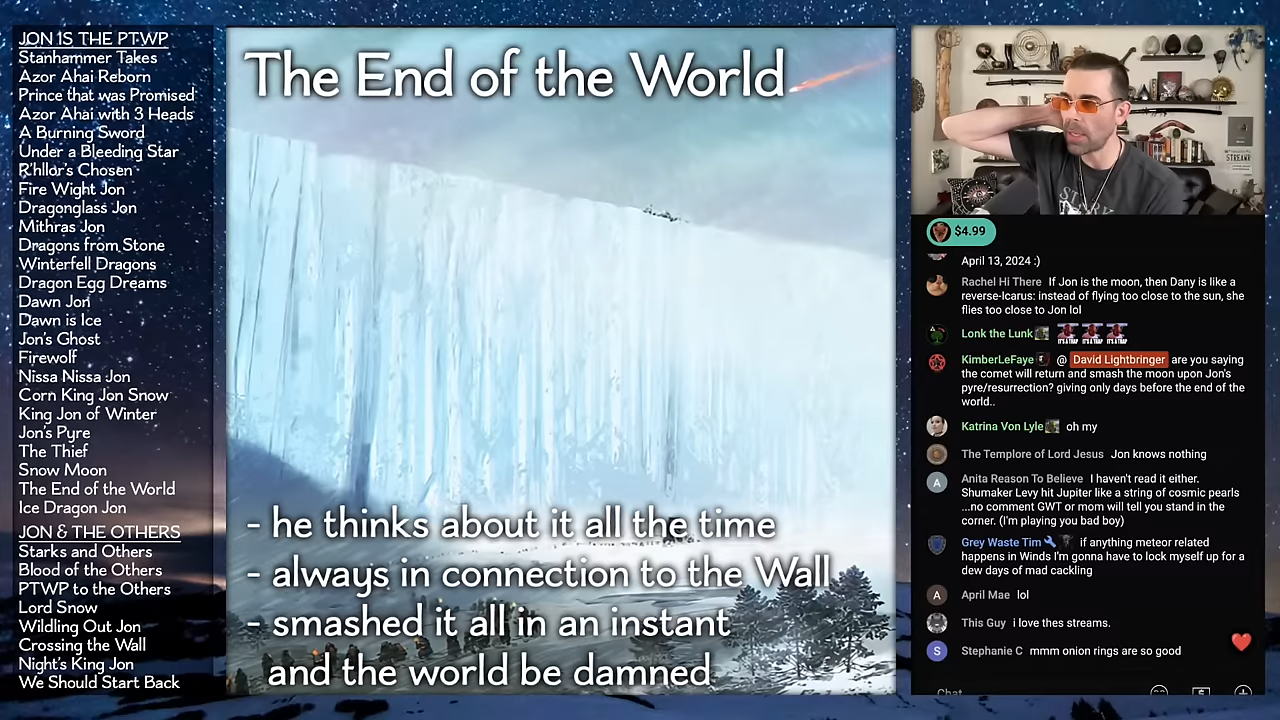 JON IS THE PTWP
Stanhammer Takes
Azor Ahai Reborn
Prince that was Promised
Azor Ahai with 3 Heads
A Burning Sword
Under a Bleeding Star
R'hllor's Chosen
Fire Wight Jon
Dragonglass Jon
Mithras Jon
Dragons from Stone
Winterfell Dragons
Dragon Egg Dreams
Dawn Jon
Dawn is Ice
Jon's Ghost
Firewolf
Nissa Nissa Jon
Corn King Jon Snow
King Jon of Winter
Jon's Pyre
The Thief
Snow Moon
The End of the World
Ice Dragon Jon
JON & THE OTHERS
Starks and Others
Blood of the Others
PTWP to the Others
Lord Snow
Wildling Out Jon
Crossing the Wall
Night's King Jon
We Should Start Back
The End of the World
- he thinks about it all the time
- always in connection to the Wall
- smashed it all in an instant
and the world be damned
$4.99
April 13, 2024 :)
Rachel Hi There If Jon is the moon, then Dany is like a
reverse-Icarus: instead of flying too close to the sun, she
flies too close to Jon lol
Lonk the Lunk
KimberLeFaye @ David Lightbringer are you saying
the comet will return and smash the moon upon Jon's
pyre/resurrection? giving only days before the end of the
world..
Katrina Von Lyle oh my
The Templore of Lord Jesus Jon knows nothing
A
Anita Reason To Believe I haven't read it either.
Shumaker Levy hit Jupiter like a string of cosmic pearls
...no comment GWT or mom will tell you stand in the
corner. (I'm playing you bad boy)
Grey Waste Tim if anything meteor related
happens in Winds I'm gonna have to lock myself up for a
dew days of mad cackling
A
April Mae lol
This Guy i love thes streams.
S
Stephanie C mmm onion rings are so good
Chat